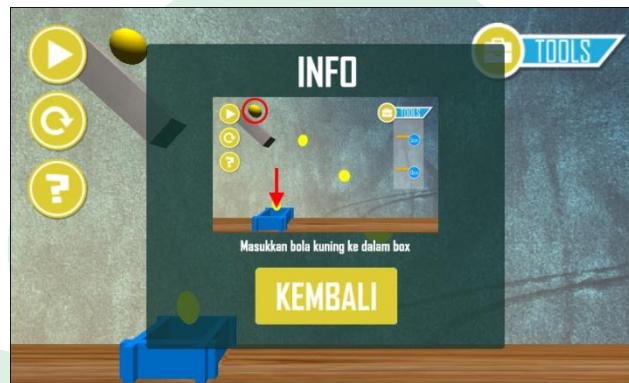 INFO
TOOLS
?
TOOLS
?
Masukkan bola kuning ke dalam box
KEMBALI